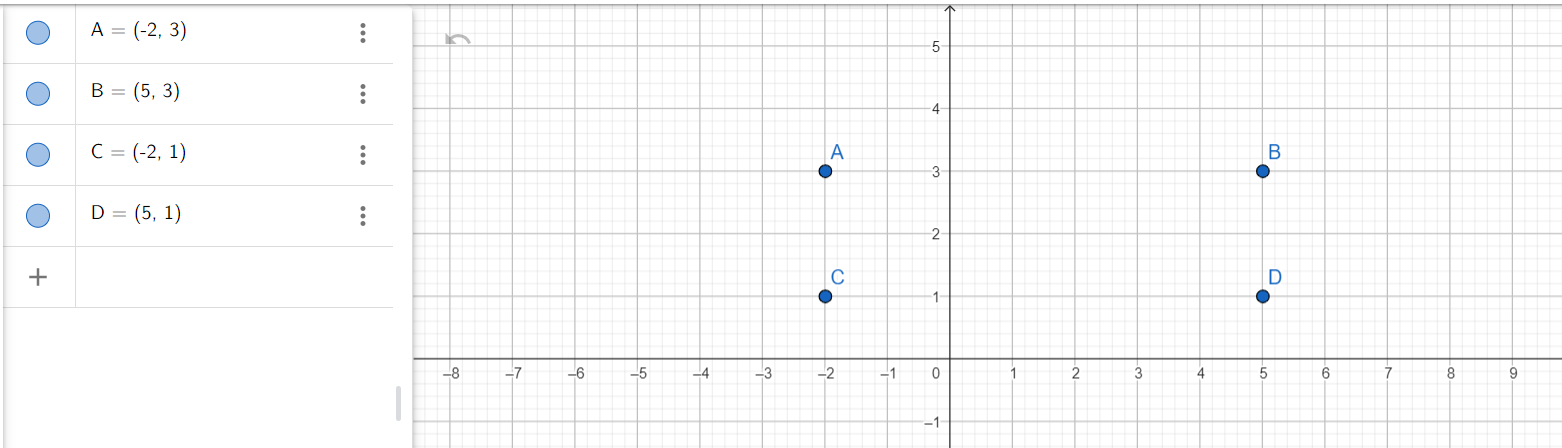 A = (-2, 3)
B = (5, 3)
C = (-2, 1)
D = (5, 1)
+
5
4
A
B
3
2
C
D
1
–8 –7 –6 –5 –4 –3 –2 –1 0 1 2 3 4 5 6 7 8 9
–1